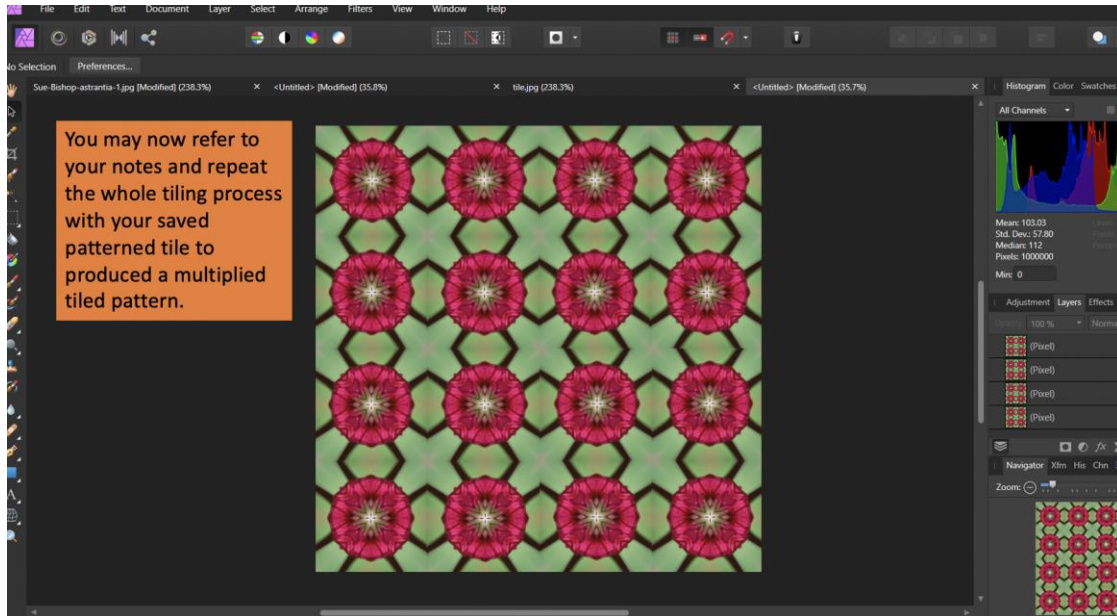 File Edit Text Document Layer Select Arrange Filters View Window Help
No Selection Preferences...
Sue-Bishop-astrantia-1.jpg [Modified] (238.3%) × <Untitled> [Modified] (35.8%) × tile.jpg (238.3%) × <Untitled> [Modified] (35.7%) ×
You may now refer to
your notes and repeat
the whole tiling process
with your saved
patterned tile to
produced a multiplied
tiled pattern.
Histogram Color Swatches
All Channels
Mean: 103.03
Std. Dev.: 57.80
Median: 112
Pixels: 1000000
Min: 0
Adjustment Layers Effects
Opacity 100 %
(Pixel)
(Pixel)
(Pixel)
(Pixel)
fx
Navigator Xfm His Chn
Zoom: